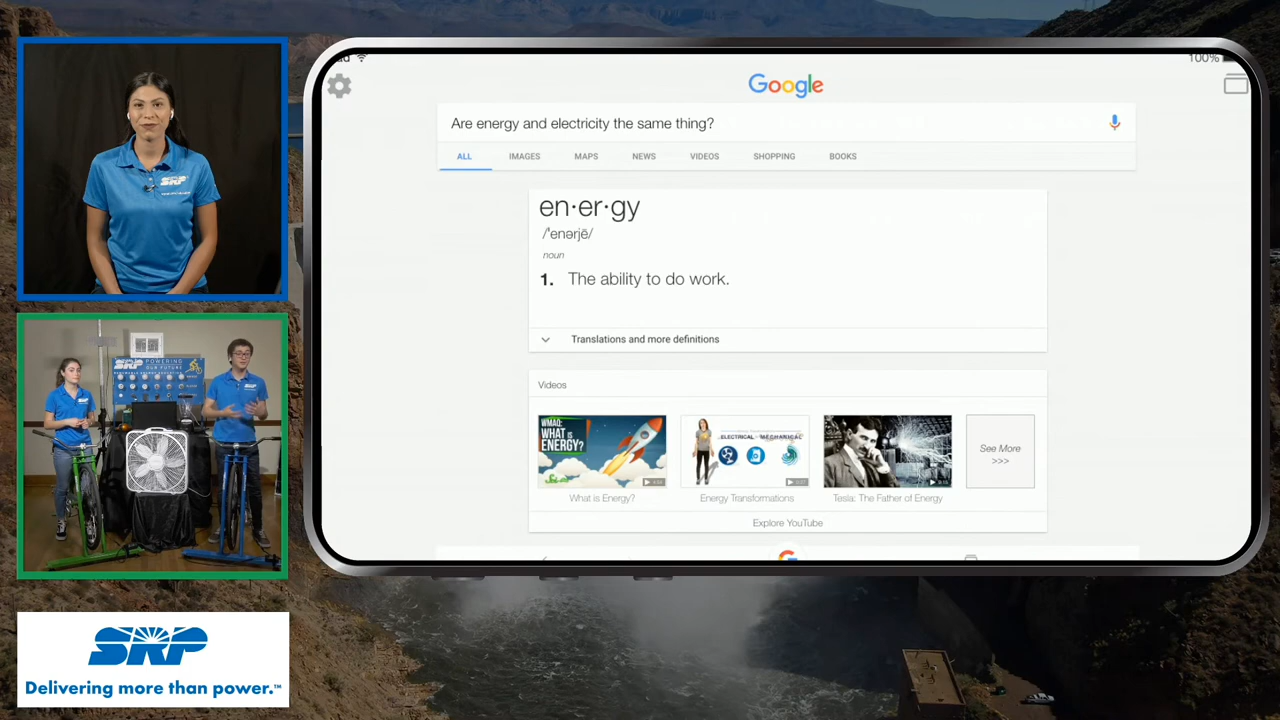 SRP
SRP POWERING
OUR FUTURE
SRP
Delivering more than power.™
100%
Google
Are energy and electricity the same thing?
ALL IMAGES MAPS NEWS VIDEOS SHOPPING BOOKS
en·er·gy
/ˈenərjē/
noun
1. The ability to do work.
Translations and more definitions
Videos
WMAQ:
WHAT IS
ENERGY?
ELECTRICAL MECHANICAL
See More
>>>
What is Energy? Energy Transformations Tesla: The Father of Energy
Explore YouTube